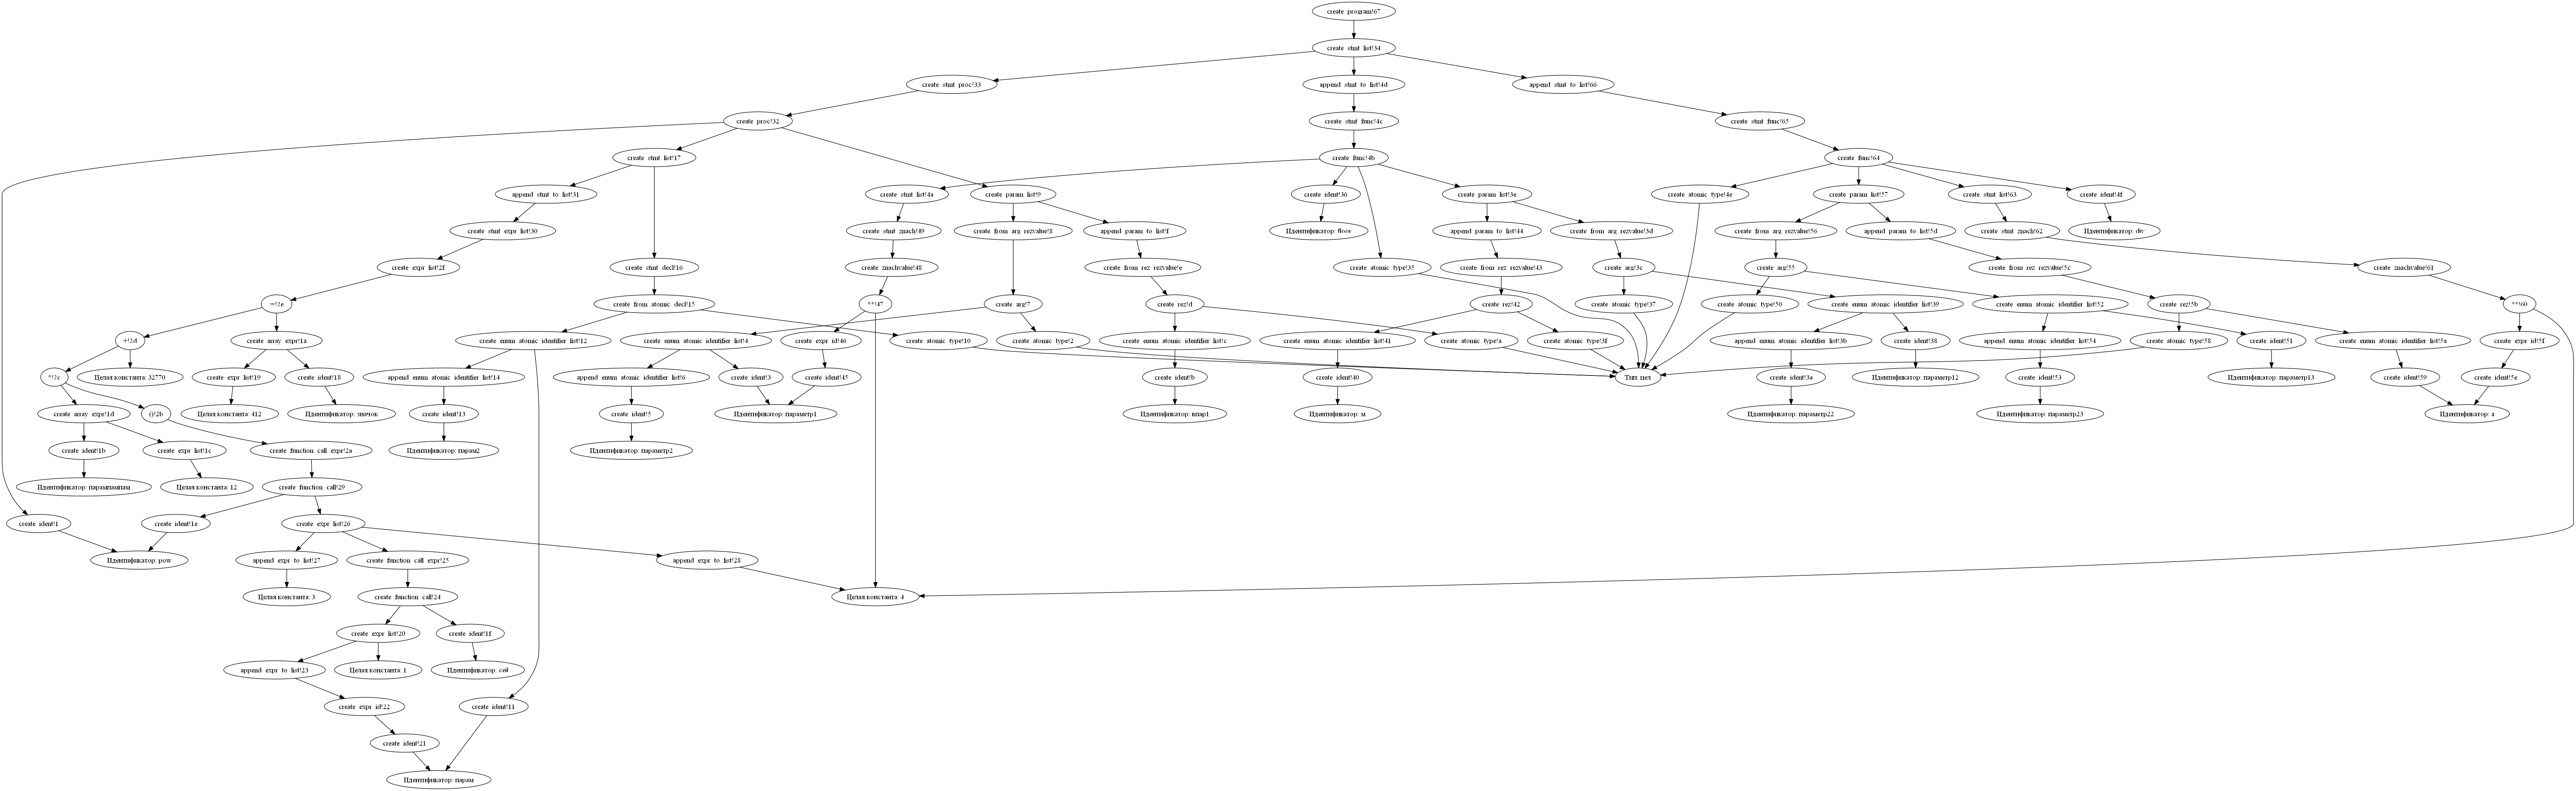 create program!67
create stmt list!34
create stmt proc!33
append stmt to list!4d
append stmt to list!66
create proc!32
create stmt func!4c
create stmt func!65
create stmt list!17
create func!4b
create func!64
append stmt to list!31
create stmt list!4a
create param list!9
create ident!36
create param list!3e
create atomic type!4e
create param list!57
create stmt list!63
create ident!4f
create stmt expr list!30
create stmt znach!49
create from arg rezvalue!8
append param to list!f
Идентификатор: floor
append param to list!44
create from arg rezvalue!3d
create from arg rezvalue!56
append param to list!5d
create stmt znach!62
Идентификатор: div
create expr list!2f
create stmt decl!16
create znachvalue!48
create from rez rezvalue!e
create atomic type!35
create from rez rezvalue!43
create arg!3c
create arg!55
create from rez rezvalue!5c
create znachvalue!61
:=!2e
create from atomic decl!15
**!47
create arg!7
create rez!d
create rez!42
create atomic type!37
create enum atomic identifier list!39
create atomic type!50
create enum atomic identifier list!52
create rez!5b
**!60
+!2d
create array expr!1a
create enum atomic identifier list!12
create enum atomic identifier list!4
create expr id!46
create atomic type!10
create atomic type!2
create enum atomic identifier list!c
create enum atomic identifier list!41
create atomic type!a
create atomic type!3f
append enum atomic identifier list!3b
create ident!38
append enum atomic identifier list!54
create atomic type!58
create ident!51
create enum atomic identifier list!5a
create expr id!5f
*!2c
Целая константа: 32770
create expr list!19
create ident!18
append enum atomic identifier list!14
append enum atomic identifier list!6
create ident!3
create ident!45
create ident!b
create ident!40
Тип: цел
create ident!3a
Идентификатор: параметр12
create ident!53
Идентификатор: параметр13
create ident!59
create ident!5e
create array expr!1d
()!2b
Целая константа: 412
create ident!13
create ident!5
Идентификатор: параметр1
Идентификатор: впар1
Идентификатор: м
Идентификатор: параметр22
Идентификатор: параметр23
Идентификатор: а
create ident!1b
create expr list!1c
create function call expr!2a
Идентификатор: парам2
Идентификатор: параметр2
Идентификатор: парампампам
Целая константа: 12
create function call!29
create ident!1
create ident!1e
create expr list!26
Идентификатор: pow
append expr to list!27
create function call expr!25
append expr to list!28
Целая константа: 3
create function call!24
Целая константа: 4
create expr list!20
create ident!1f
append expr to list!23
Целая константа: 1
Идентификатор: ceil
create expr id!22
create ident!11
create ident!21
Идентификатор: парам